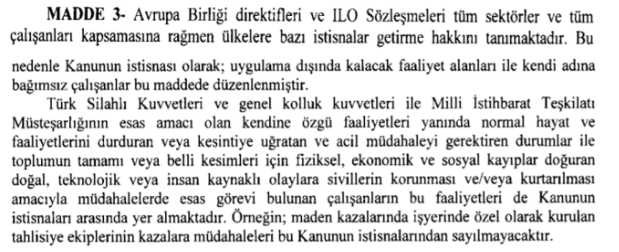 MADDE 3- Avrupa Birliği direktifleri ve ILO Sözleşmeleri tüm sektörler ve tüm
çalışanları kapsamasına rağmen ülkelere bazı istisnalar getirme hakkını tanımaktadır. Bu
nedenle Kanunun istisnası olarak; uygulama dışında kalacak faaliyet alanları ile kendi adına
bağımsız çalışanlar bu maddede düzenlenmiştir.
Türk Silahlı Kuvvetleri ve genel kolluk kuvvetleri ile Milli İstihbarat Teşkilatı
Müsteşarlığının esas amacı olan kendine özgü faaliyetleri yanında normal hayat ve
faaliyetlerini durduran veya kesintiye uğratan ve acil müdahaleyi gerektiren durumlar ile
toplumun tamamı veya belli kesimleri için fiziksel, ekonomik ve sosyal kayıplar doğuran
doğal, teknolojik veya insan kaynaklı olaylara sivillerin korunması ve/veya kurtarılması
amacıyla müdahalelerde esas görevi bulunan çalışanların bu faaliyetleri de Kanunun
istisnaları arasında yer almaktadır. Örneğin; maden kazalarında işyerinde özel olarak kurulan
tahlisiye ekiplerinin kazalara müdahaleleri bu Kanunun istisnalarından sayılmayacaktır.